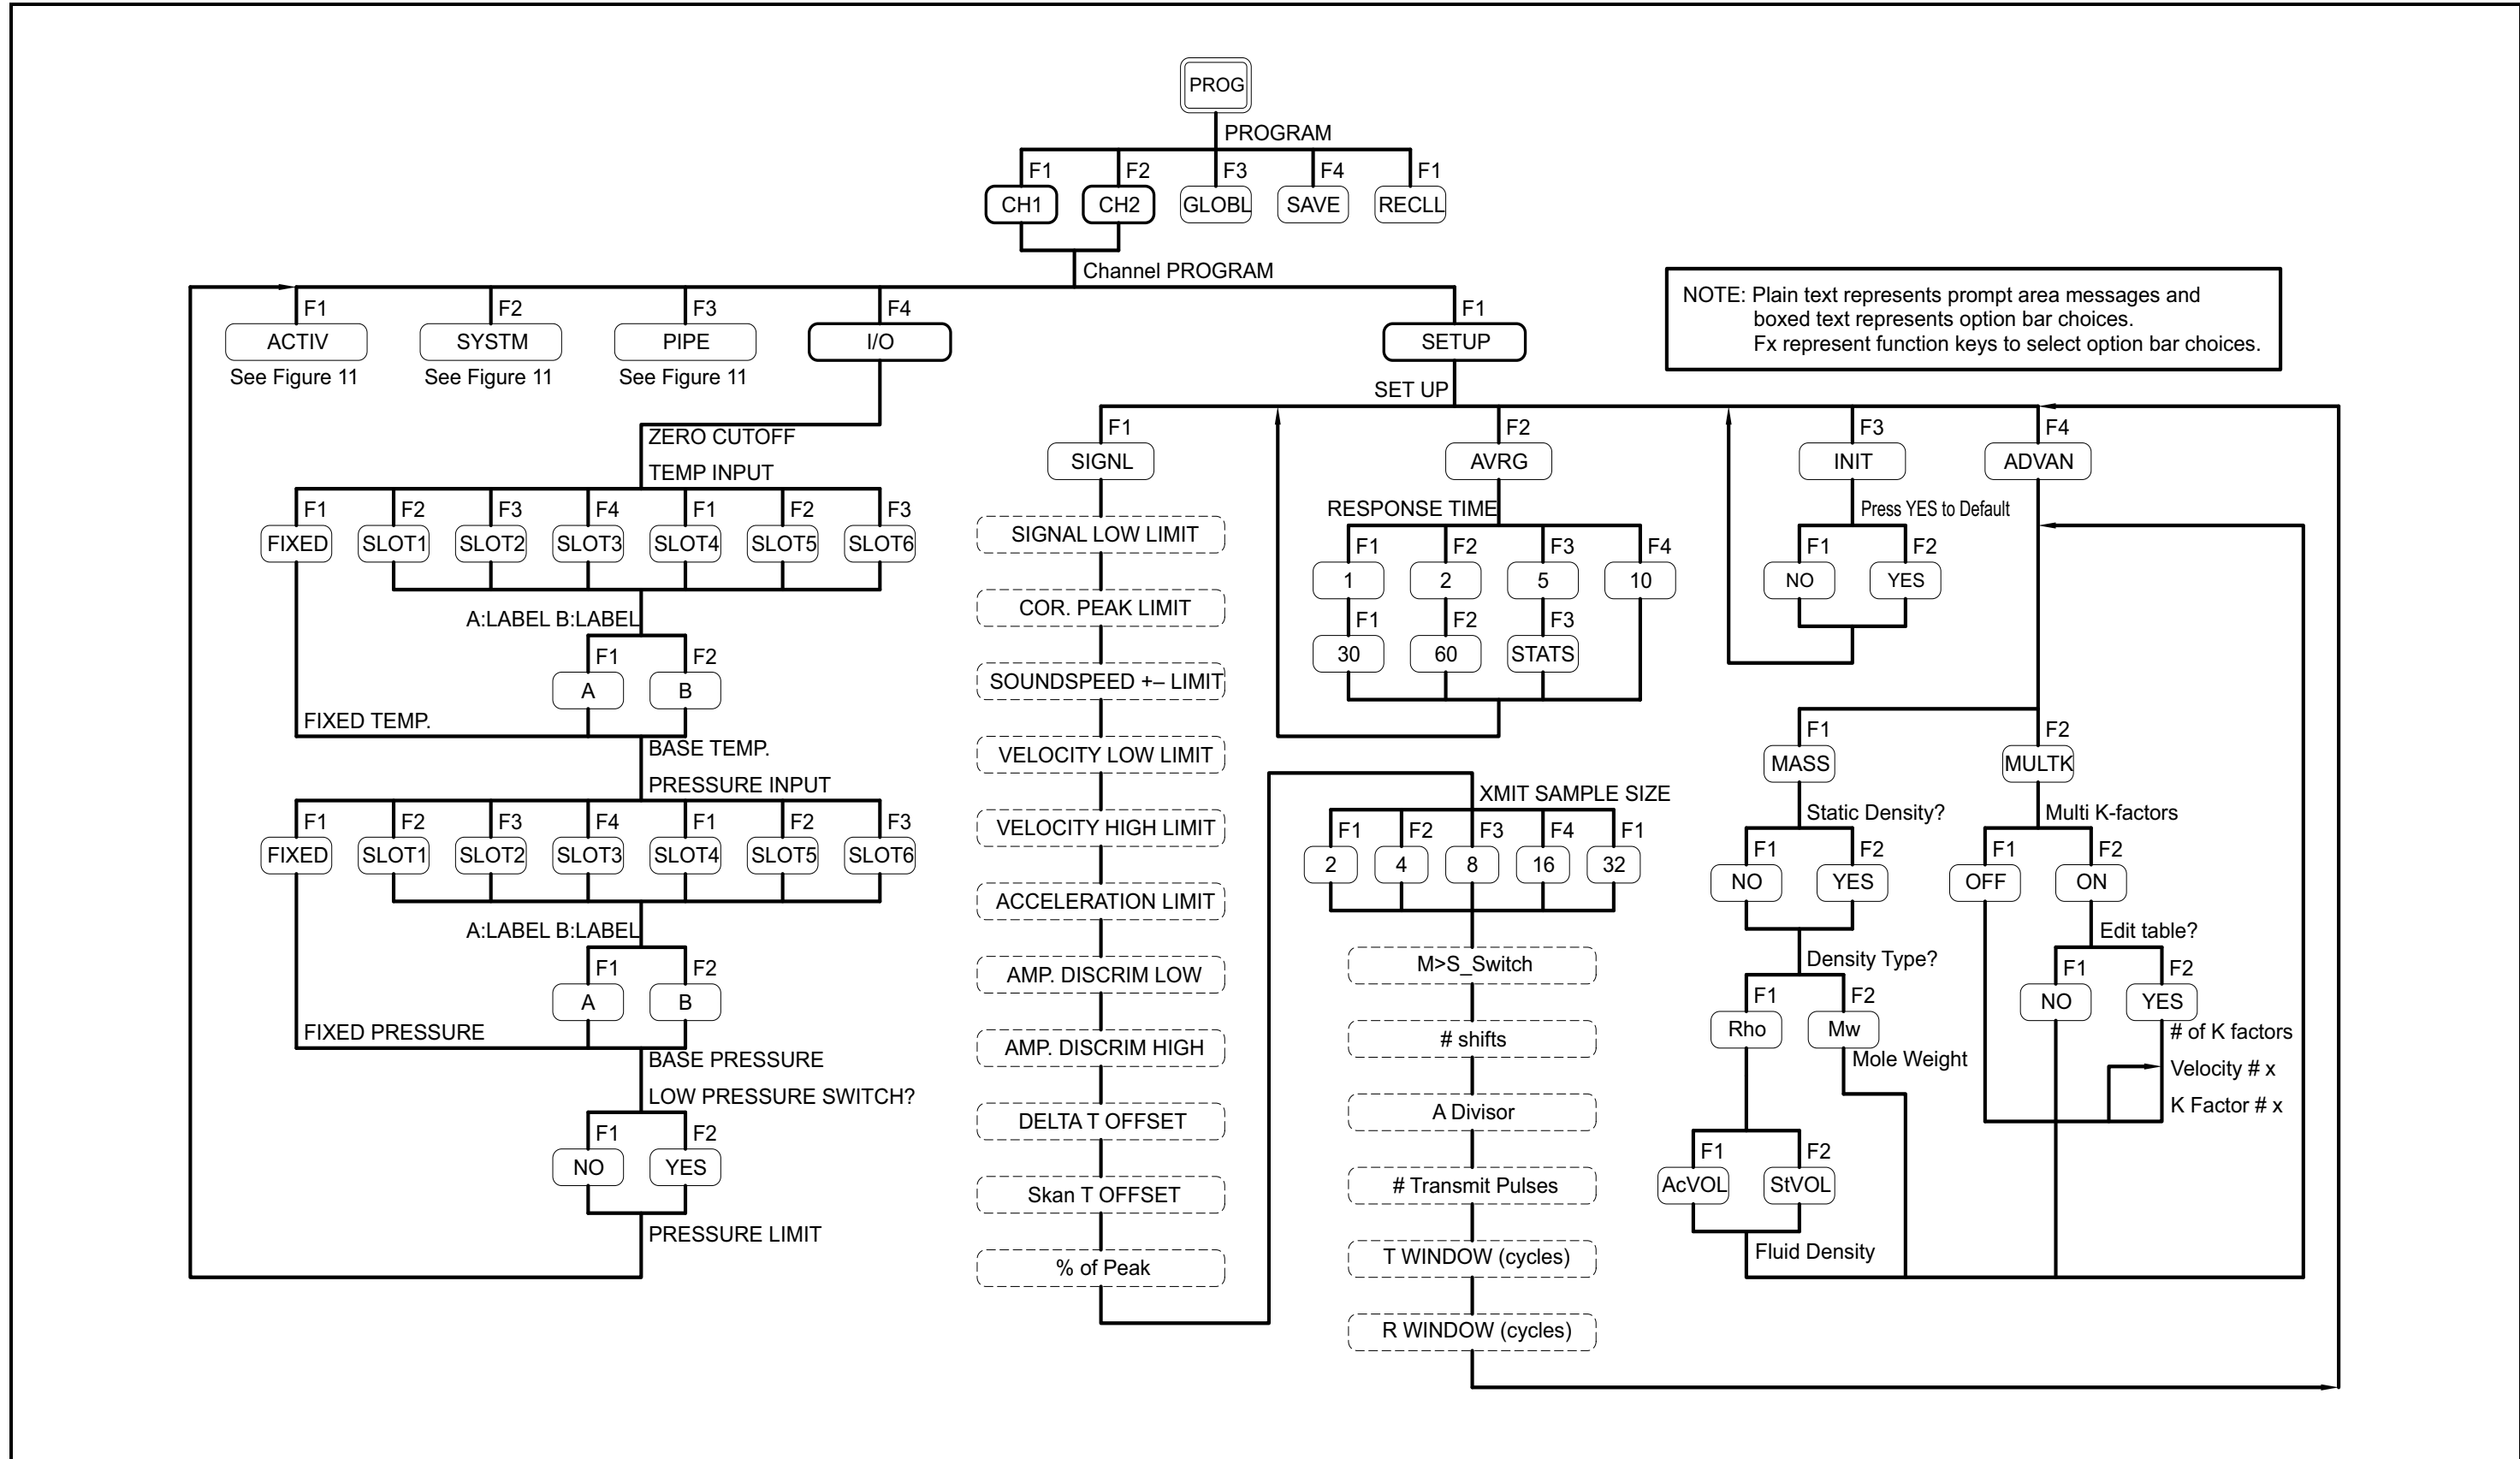 PROG
PROGRAM
F1 F2 F3 F4 F1
CH1 CH2 GLOBL SAVE RECLL
Channel PROGRAM
F1 F2 F3 F4 F1
ACTIV SYSTM PIPE I/O SETUP
See Figure 11 See Figure 11 See Figure 11
NOTE: Plain text represents prompt area messages and
boxed text represents option bar choices.
Fx represent function keys to select option bar choices.
ZERO CUTOFF
TEMP INPUT
F1 F2 F3 F4 F1 F2 F3
FIXED SLOT1 SLOT2 SLOT3 SLOT4 SLOT5 SLOT6
A:LABEL B:LABEL
F1 F2
A B
FIXED TEMP.
BASE TEMP.
PRESSURE INPUT
F1 F2 F3 F4 F1 F2 F3
FIXED SLOT1 SLOT2 SLOT3 SLOT4 SLOT5 SLOT6
A:LABEL B:LABEL
F1 F2
A B
FIXED PRESSURE
BASE PRESSURE
LOW PRESSURE SWITCH?
F1 F2
NO YES
PRESSURE LIMIT
SET UP
F1 F2 F3 F4
SIGNL AVRG INIT ADVAN
SIGNAL LOW LIMIT
COR. PEAK LIMIT
SOUNDSPEED +– LIMIT
VELOCITY LOW LIMIT
VELOCITY HIGH LIMIT
ACCELERATION LIMIT
AMP. DISCRIM LOW
AMP. DISCRIM HIGH
DELTA T OFFSET
Skan T OFFSET
% of Peak
RESPONSE TIME
F1 F2 F3 F4
1 2 5 10
F1 F2 F3
30 60 STATS
XMIT SAMPLE SIZE
F1 F2 F3 F4 F1
2 4 8 16 32
M>S_Switch
# shifts
A Divisor
# Transmit Pulses
T WINDOW (cycles)
R WINDOW (cycles)
Press YES to Default
F1 F2
NO YES
F1 F2
MASS MULTK
Static Density?
F1 F2
NO YES
Density Type?
F1 F2
Rho Mw
Mole Weight
F1 F2
AcVOL StVOL
Fluid Density
Multi K-factors
F1 F2
OFF ON
Edit table?
F1 F2
NO YES
# of K factors
Velocity # x
K Factor # x